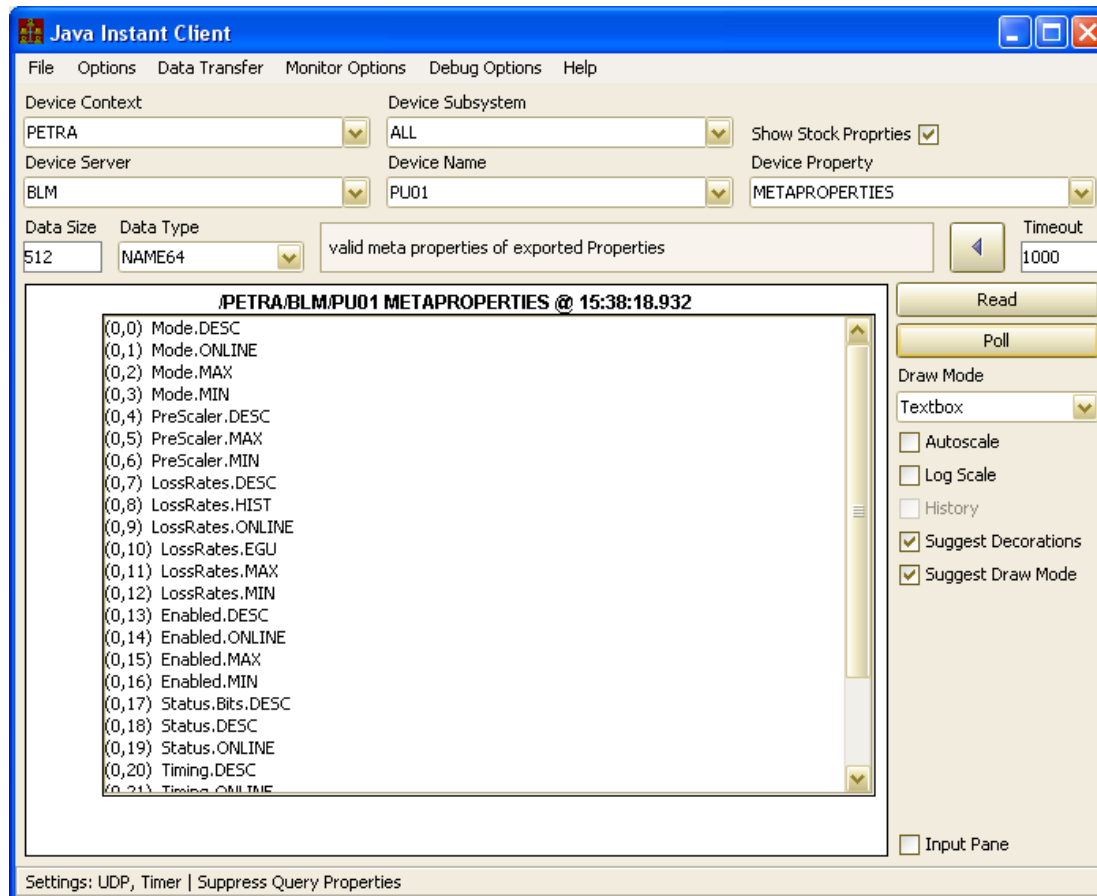 Java Instant Client
File Options Data Transfer Monitor Options Debug Options Help
Device Context Device Subsystem
PETRA ALL Show Stock Proprties
Device Server Device Name Device Property
BLM PU01 METAPROPERTIES
Data Size Data Type Timeout
512 NAME64 valid meta properties of exported Properties 1000
/PETRA/BLM/PU01 METAPROPERTIES @ 15:38:18.932
Read
(0,0) Mode.DESC
(0,1) Mode.ONLINE
Poll
(0,2) Mode.MAX
(0,3) Mode.MIN
Draw Mode
(0,4) PreScaler.DESC
Textbox
(0,5) PreScaler.MAX
Autoscale
(0,6) PreScaler.MIN
(0,7) LossRates.DESC
Log Scale
(0,8) LossRates.HIST
History
(0,9) LossRates.ONLINE
(0,10) LossRates.EGU
Suggest Decorations
(0,11) LossRates.MAX
Suggest Draw Mode
(0,12) LossRates.MIN
(0,13) Enabled.DESC
(0,14) Enabled.ONLINE
(0,15) Enabled.MAX
(0,16) Enabled.MIN
(0,17) Status.Bits.DESC
(0,18) Status.DESC
(0,19) Status.ONLINE
(0,20) Timing.DESC
(0,21) Timing.ONLINE
Input Pane
Settings: UDP, Timer | Suppress Query Properties